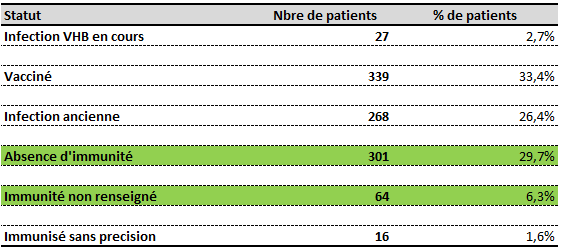 Statut Nbre de patients % de patients
Infection VHB en cours 27 2,7%
Vacciné 339 33,4%
Infection ancienne 268 26,4%
Absence d'immunité 301 29,7%
Immunité non renseigné 64 6,3%
Immunisé sans precision 16 1,6%